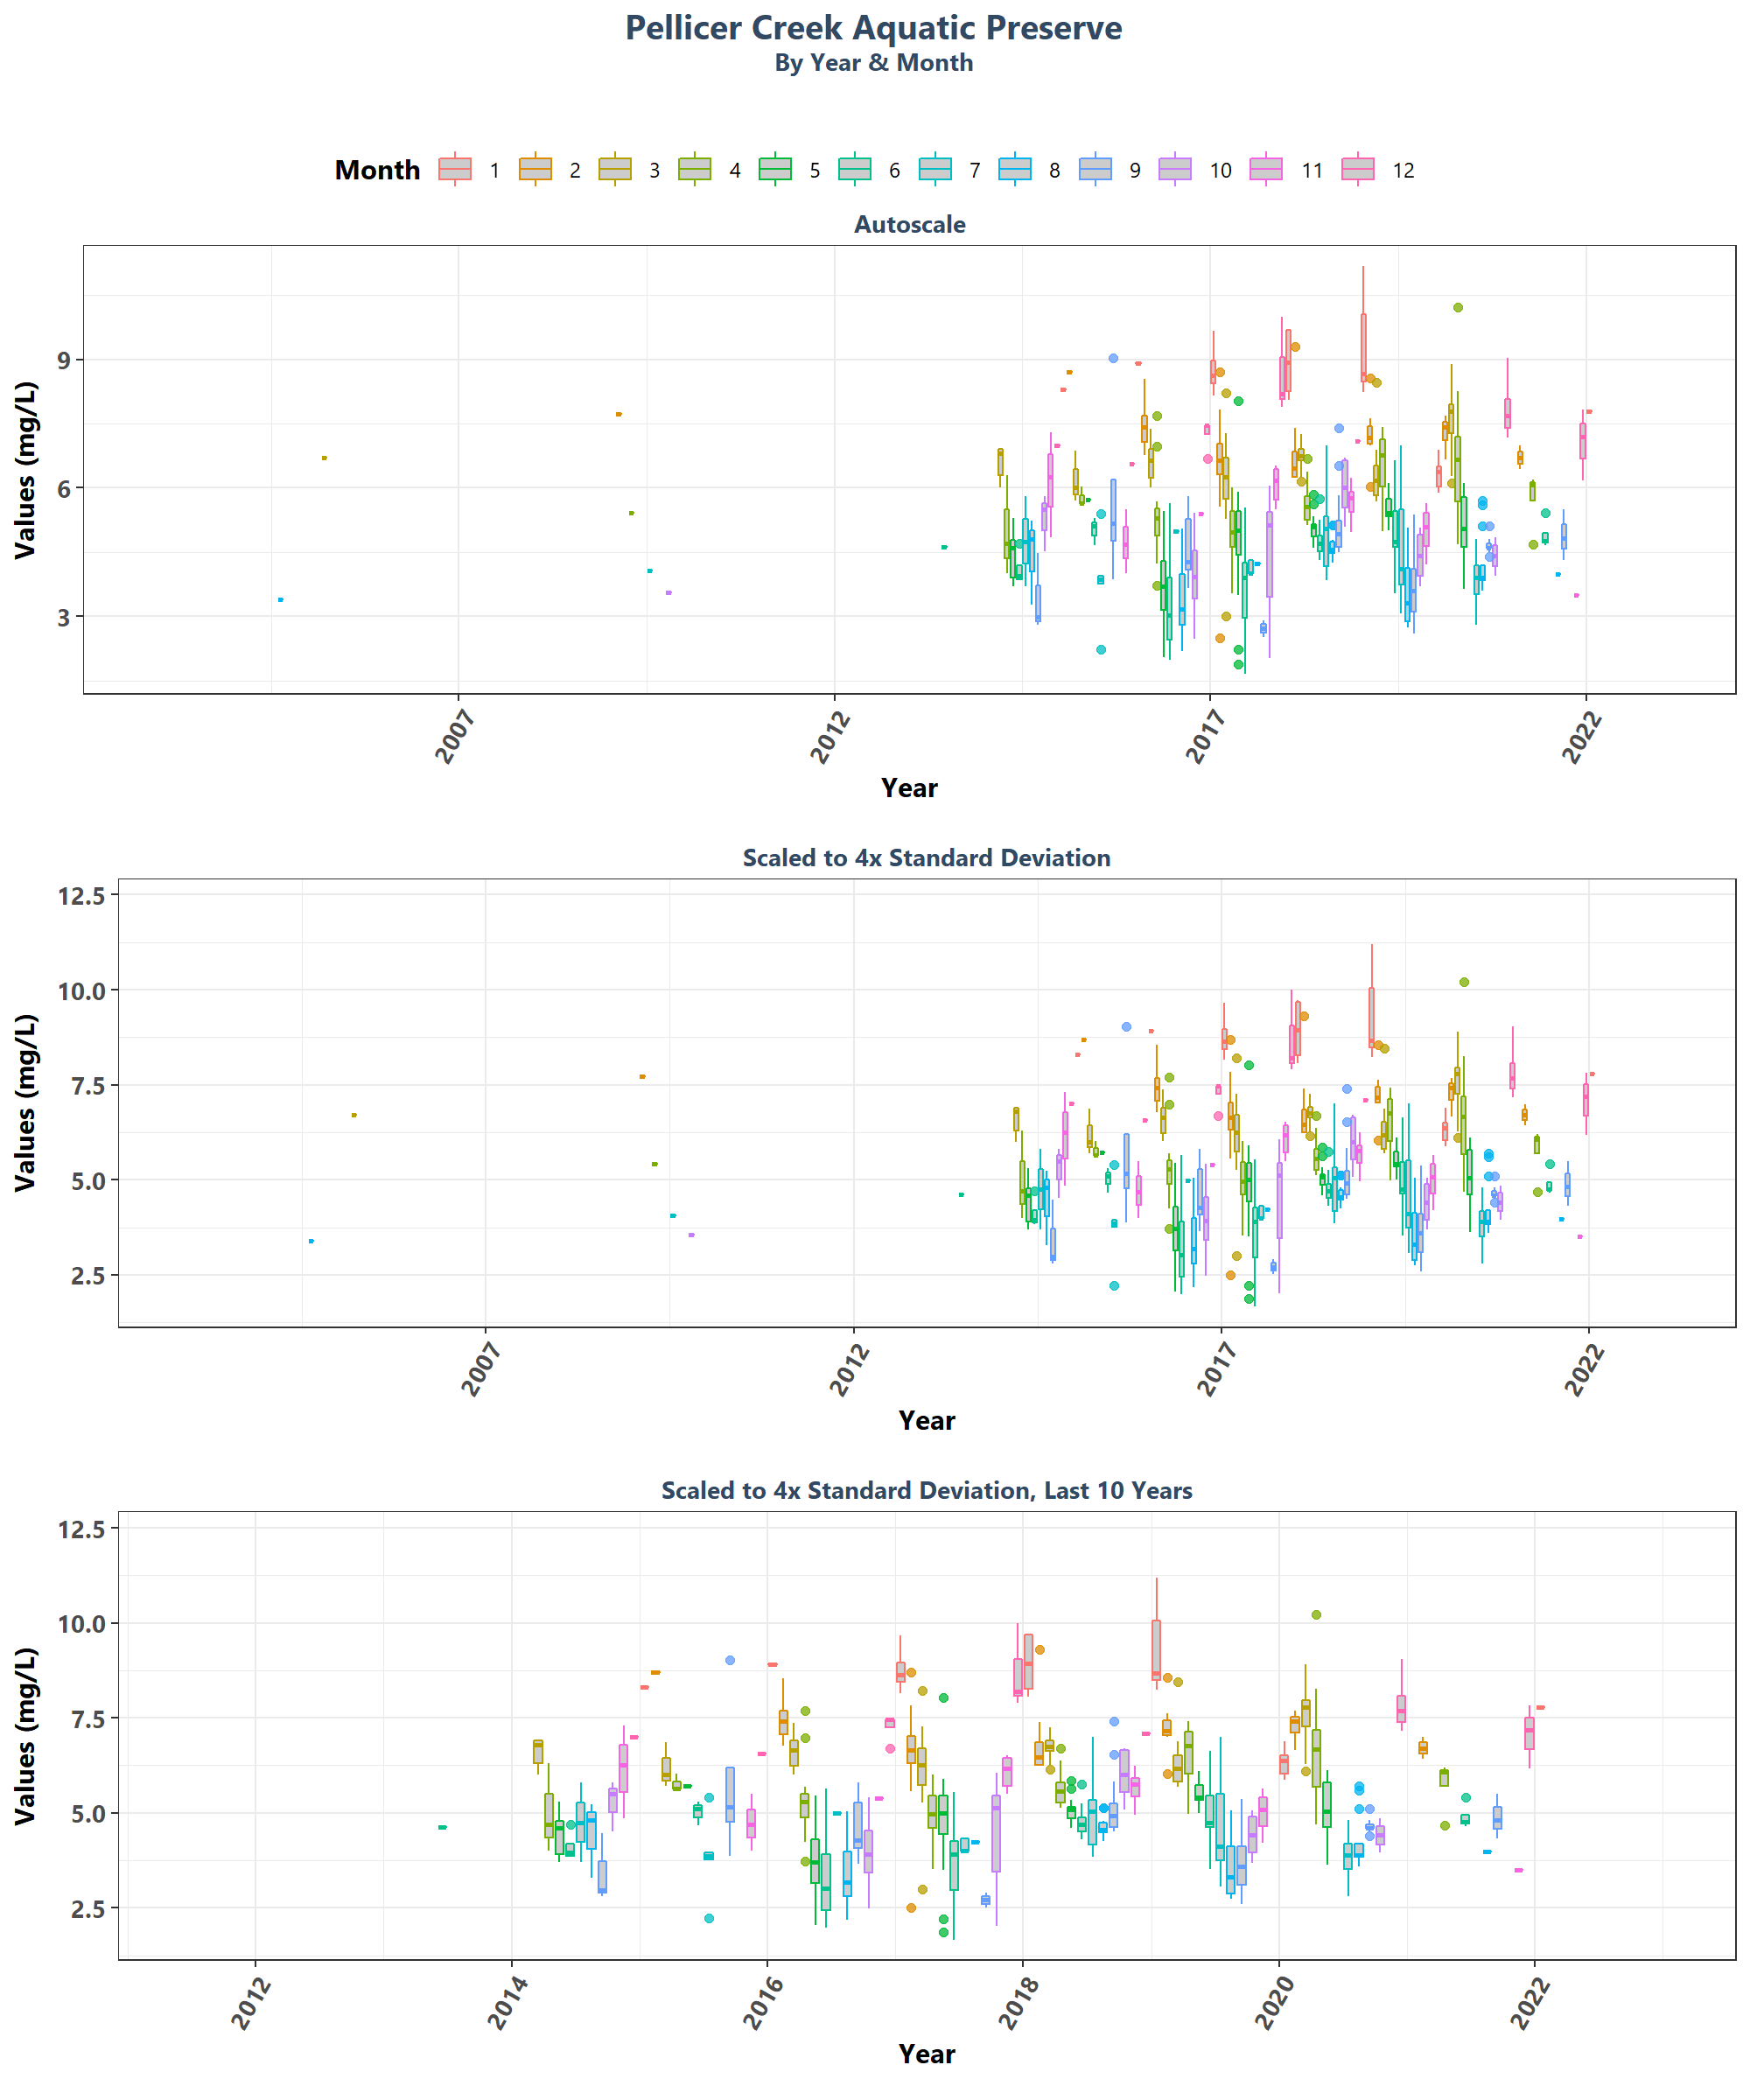 Pellicer Creek Aquatic Preserve
By Year & Month
Month 1 2 3 4 5 6 7 8 9 10 11 12
Autoscale
Values (mg/L)
9
6
3
2007 2012 2017 2022
Year
Scaled to 4x Standard Deviation
Values (mg/L)
12.5
10.0
7.5
5.0
2.5
2007 2012 2017 2022
Year
Scaled to 4x Standard Deviation, Last 10 Years
Values (mg/L)
12.5
10.0
7.5
5.0
2.5
2012 2014 2016 2018 2020 2022
Year